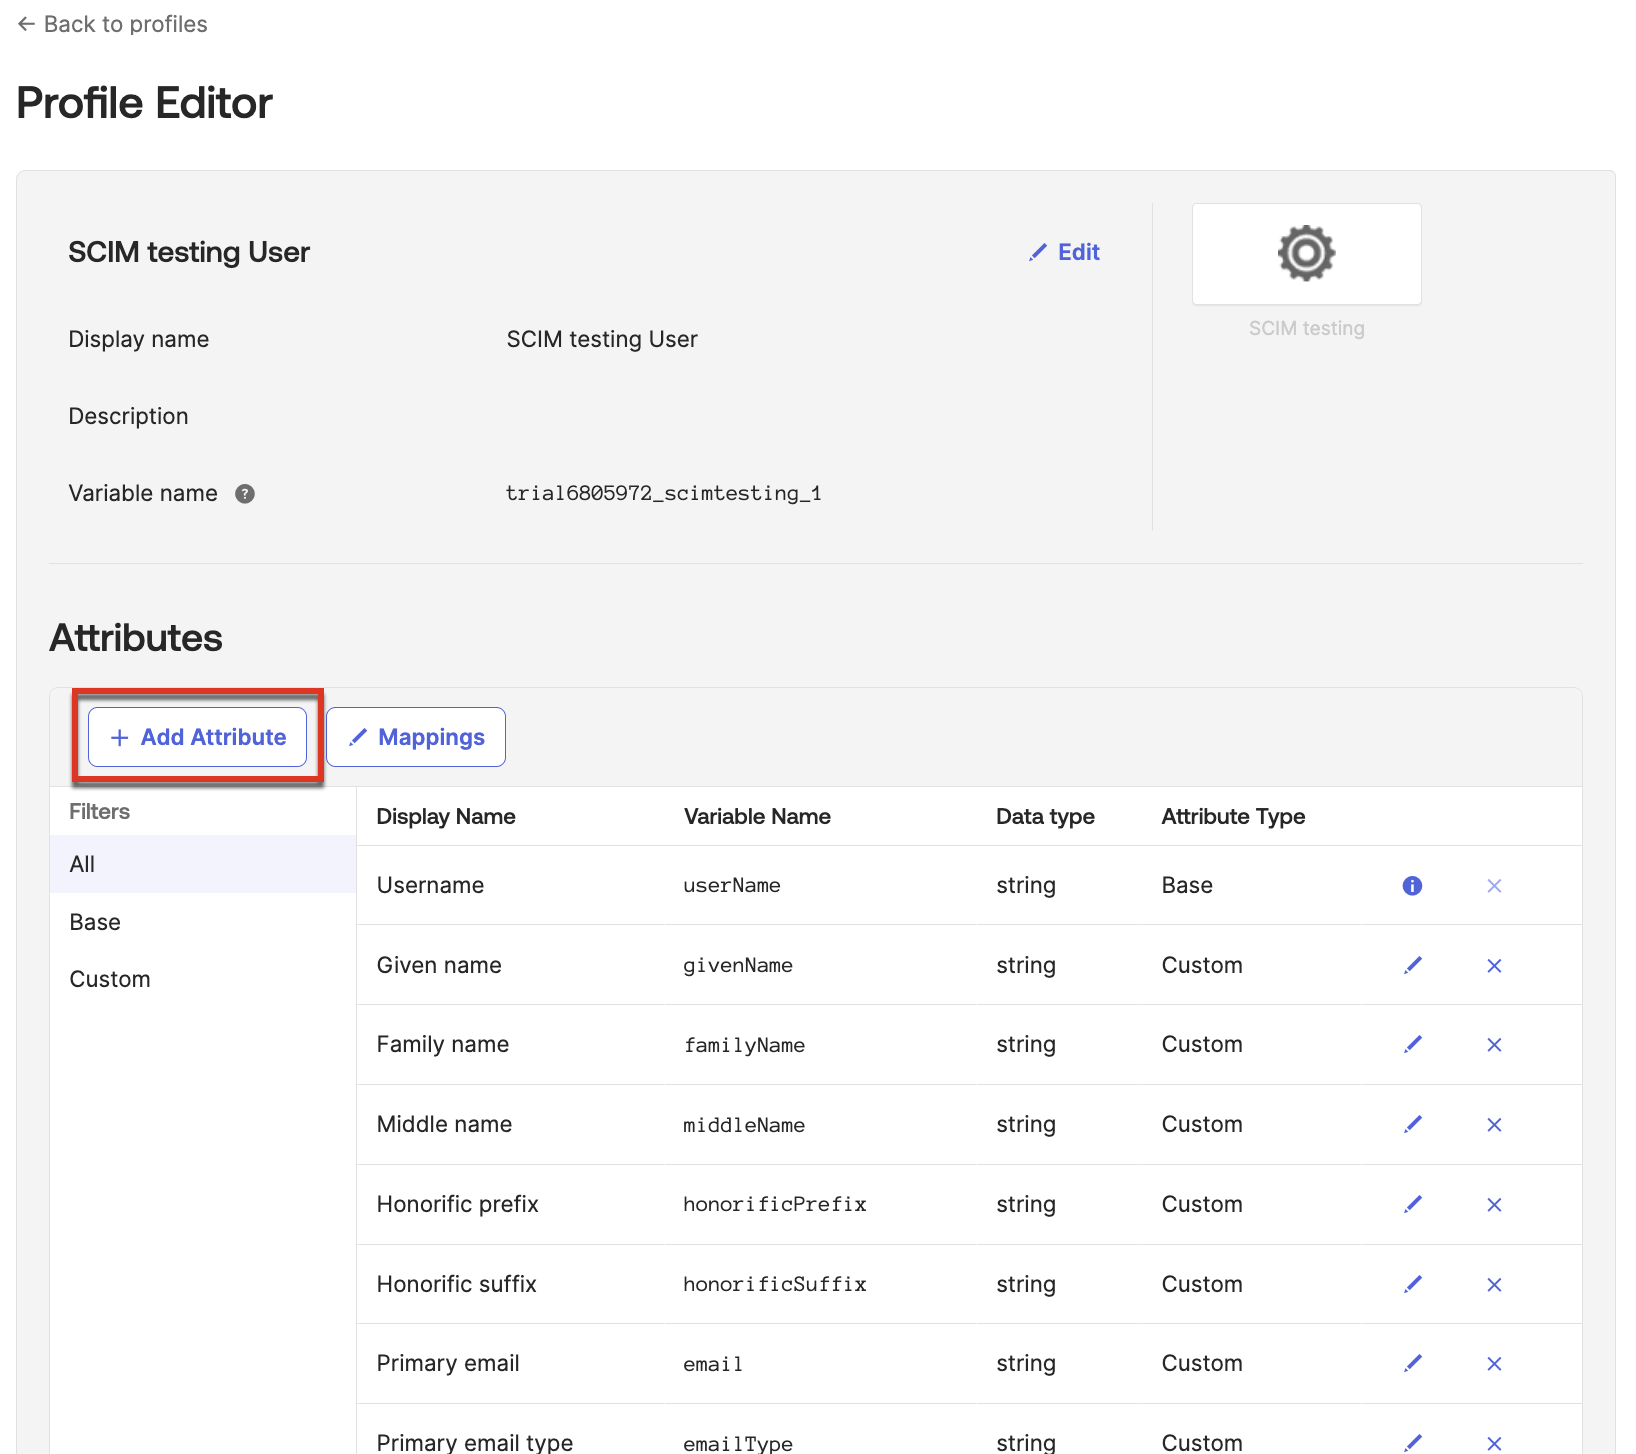 ← Back to profiles
Profile Editor
SCIM testing User
Edit
SCIM testing
Display name SCIM testing User
Description
Variable name ? trial6805972_scimtesting_1
Attributes
+ Add Attribute Mappings
Filters
All
Base
Custom
Display Name Variable Name Data type Attribute Type
Username userName string Base
Given name givenName string Custom
Family name familyName string Custom
Middle name middleName string Custom
Honorific prefix honorificPrefix string Custom
Honorific suffix honorificSuffix string Custom
Primary email email string Custom
Primary email type emailType string Custom